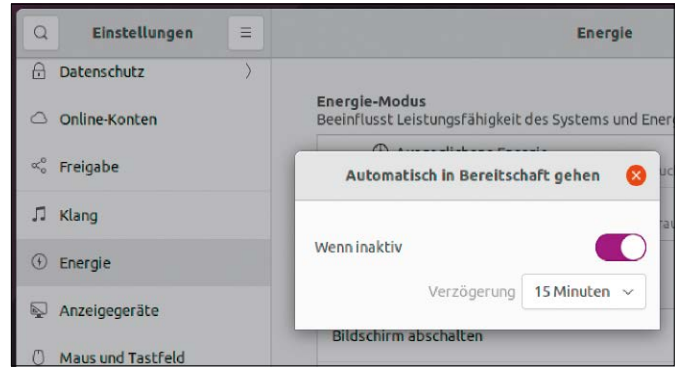 Einstellungen
Energie
Datenschutz
Online-Konten
Freigabe
Klang
Energie
Anzeigegeräte
Maus und Tastfeld
Energie-Modus
Beeinflusst Leistungsfähigkeit des Systems und
Automatisch in Bereitschaft gehen
Wenn inaktiv
Verzögerung 15 Minuten
Bildschirm abschalten